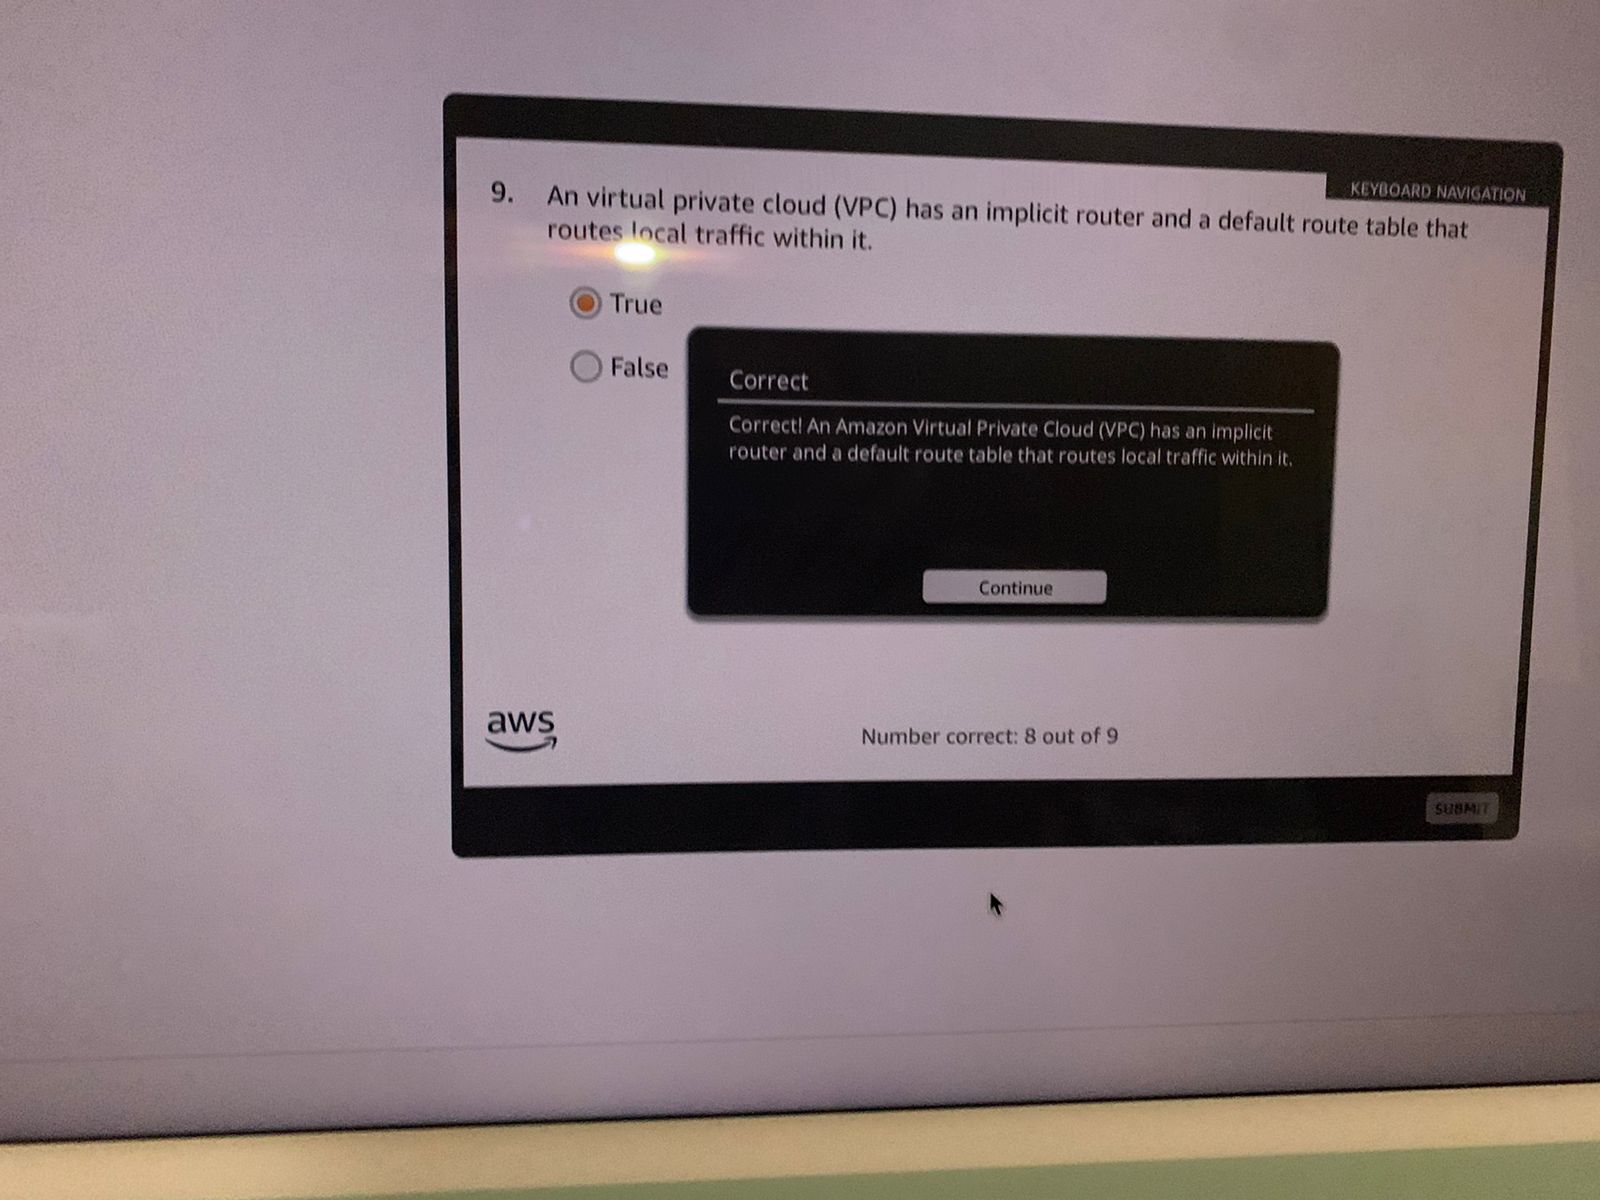 KEYBOARD NAVIGATION
9. An virtual private cloud (VPC) has an implicit router and a default route table that
routes local traffic within it.
True
False
Correct
Correct! An Amazon Virtual Private Cloud (VPC) has an implicit
router and a default route table that routes local traffic within it.
Continue
aws
Number correct: 8 out of 9
SUBMIT